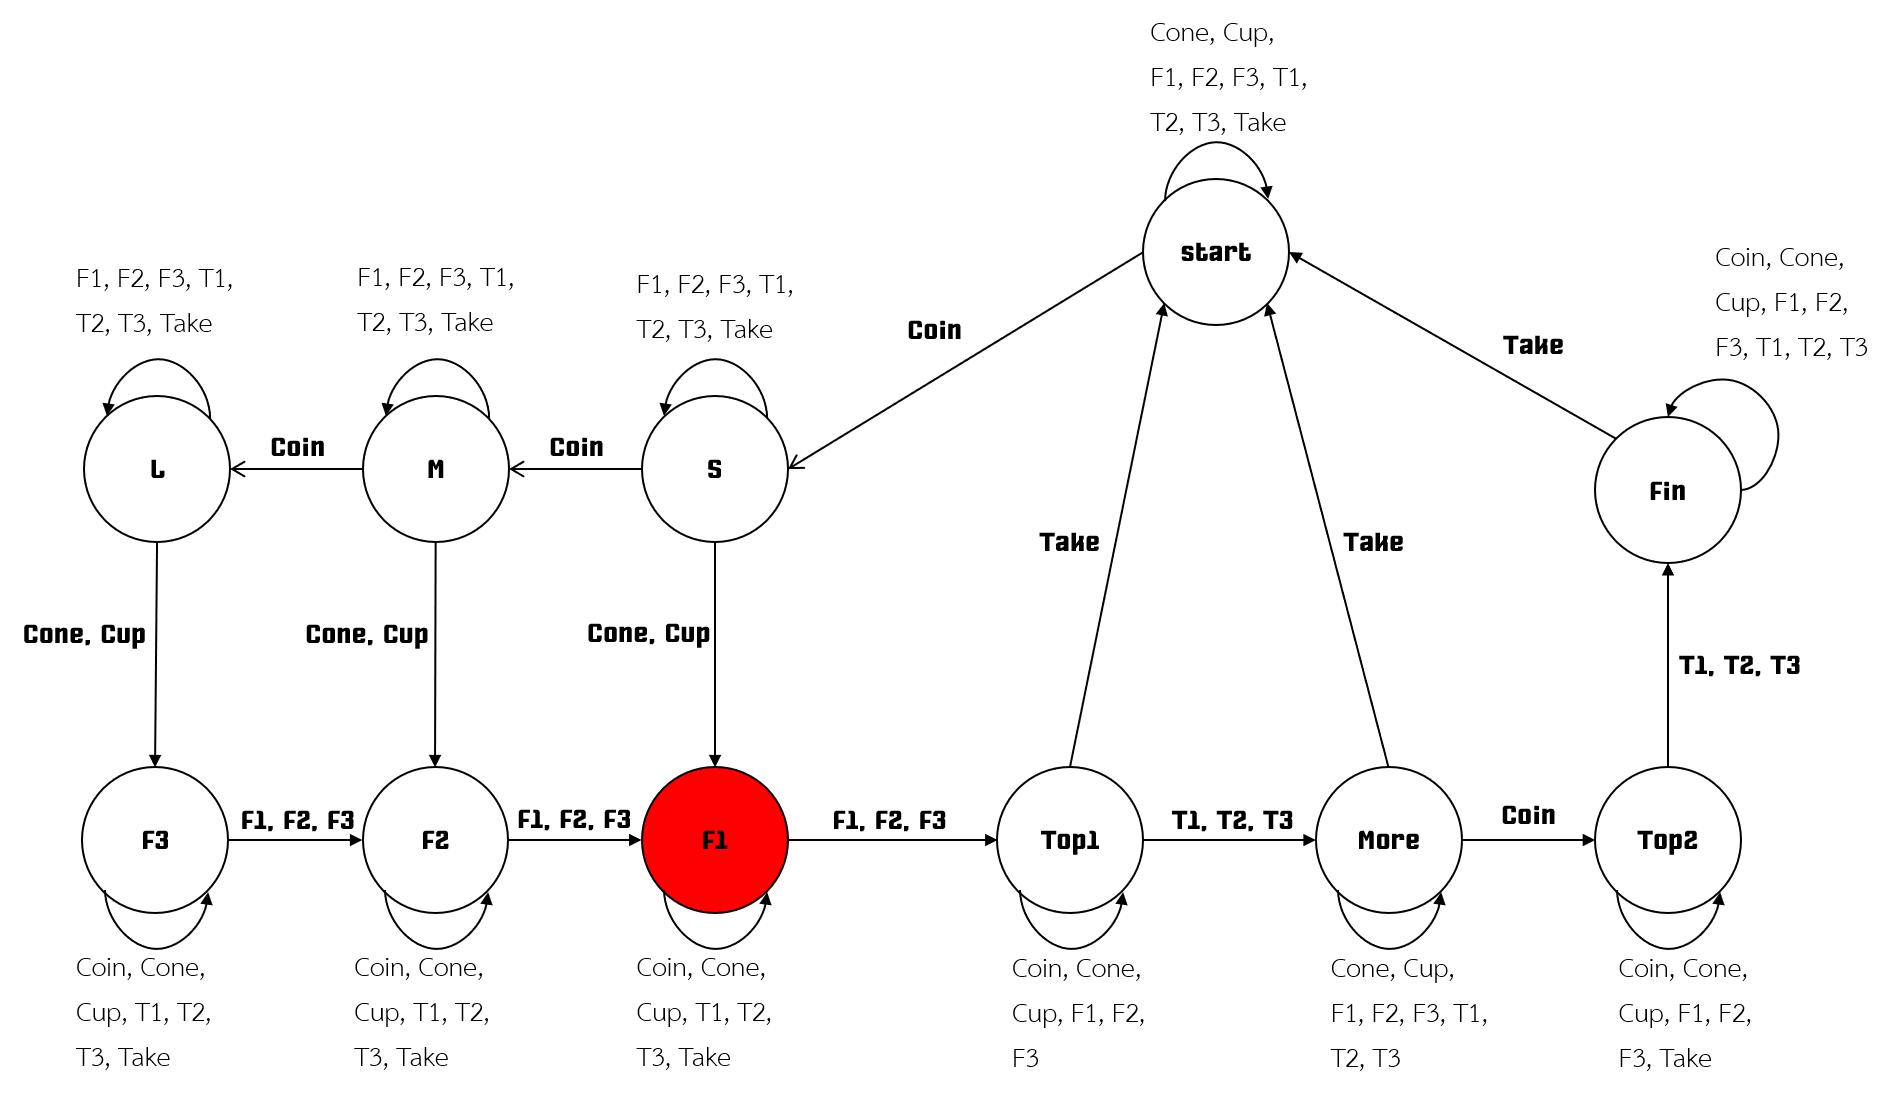 Cone, Cup,
F1, F2, F3, T1,
T2, T3, Take
start
Coin, Cone,
Cup, F1, F2,
F3, T1, T2, T3
F1, F2, F3, T1,
T2, T3, Take
F1, F2, F3, T1,
T2, T3, Take
F1, F2, F3, T1,
T2, T3, Take
Coin
Take
L
Coin
M
Coin
S
Fin
Take
Take
Cone, Cup
Cone, Cup
Cone, Cup
T1, T2, T3
F3
F1, F2, F3
F2
F1, F2, F3
F1
F1, F2, F3
Top1
T1, T2, T3
More
Coin
Top2
Coin, Cone,
Cup, T1, T2,
T3, Take
Coin, Cone,
Cup, T1, T2,
T3, Take
Coin, Cone,
Cup, T1, T2,
T3, Take
Coin, Cone,
Cup, F1, F2,
F3
Cone, Cup,
F1, F2, F3, T1,
T2, T3
Coin, Cone,
Cup, F1, F2,
F3, Take